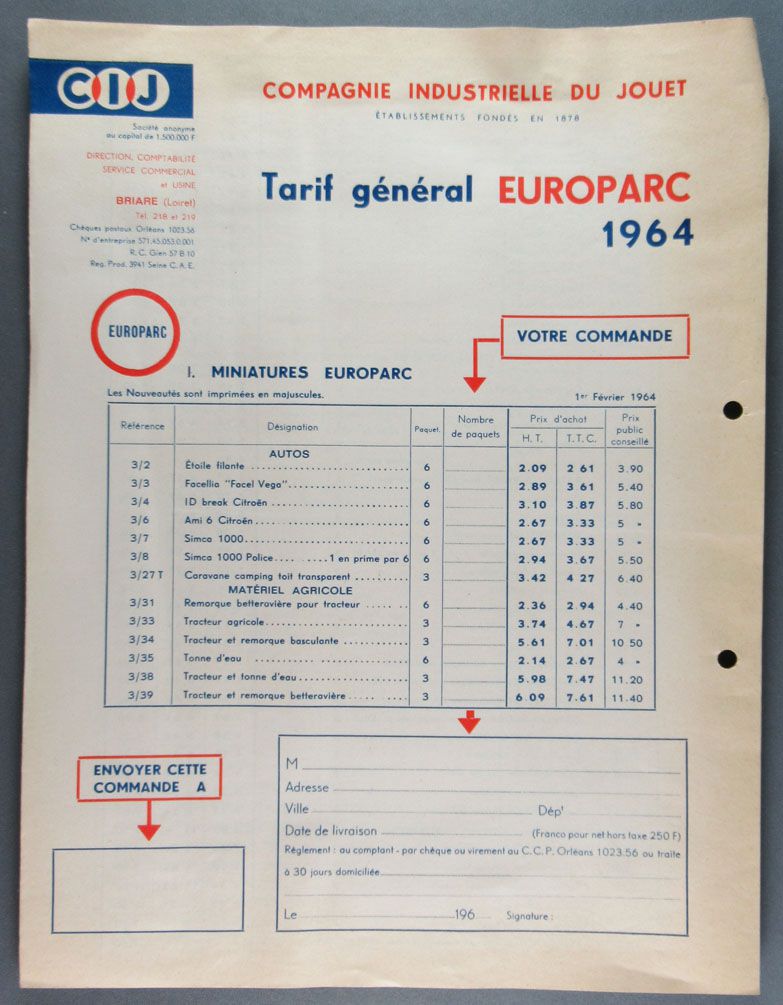 CIJ
Société anonyme
au capital de 1.500.000 F
DIRECTION, COMPTABILITÉ
SERVICE COMMERCIAL
et USINE
BRIARE (Loiret)
Tél. 218 et 219
Chèques postaux Orléans 1023.56
N° d'entreprise 571.45.053.0.001
R. C. Gien 57 B 10
Reg. Prod. 3941 Seine C. A. E.
COMPAGNIE INDUSTRIELLE DU JOUET
ÉTABLISSEMENTS FONDÉS EN 1878
Tarif général EUROPARC
1964
EUROPARC
VOTRE COMMANDE
I. MINIATURES EUROPARC
Les Nouveautés sont imprimées en majuscules.
1er Février 1964
Référence Désignation Paquet. Nombre de paquets Prix d'achat H. T. T. T. C. Prix public conseillé
AUTOS
3/2 Étoile filante 6 2.09 2 61 3.90
3/3 Facellia "Facel Vega" 6 2.89 3 61 5.40
3/4 ID break Citroën 6 3.10 3.87 5.80
3/6 Ami 6 Citroën 6 2.67 3.33 5 »
3/7 Simca 1000 6 2.67 3.33 5 »
3/8 Simca 1000 Police 1 en prime par 6 6 2.94 3.67 5.50
3/27 T Caravane camping toit transparent 3 3.42 4 27 6.40
MATÉRIEL AGRICOLE
3/31 Remorque betteravière pour tracteur 6 2.36 2.94 4.40
3/33 Tracteur agricole 3 3.74 4.67 7 »
3/34 Tracteur et remorque basculante 3 5.61 7.01 10 50
3/35 Tonne d'eau 6 2.14 2.67 4 »
3/38 Tracteur et tonne d'eau 3 5.98 7.47 11.20
3/39 Tracteur et remorque betteravière 3 6.09 7.61 11.40
ENVOYER CETTE
COMMANDE A
M
Adresse
Ville Dépt
Date de livraison (Franco pour net hors taxe 250 F)
Règlement : au comptant - par chèque ou virement au C. C. P. Orléans 1023.56 ou traite
à 30 jours domiciliée
Le 196 Signature :